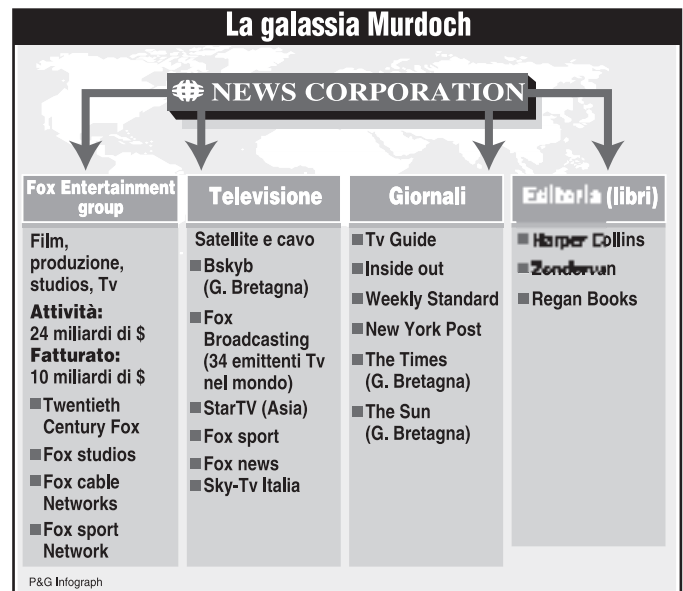 La galassia Murdoch
NEWS CORPORATION
Fox Entertainment
group
Film,
produzione,
studios, Tv
Attività:
24 miliardi di $
Fatturato:
10 miliardi di $
Twentieth
Century Fox
Fox studios
Fox cable
Networks
Fox sport
Network
Televisione
Satellite e cavo
Bskyb
(G. Bretagna)
Fox
Broadcasting
(34 emittenti Tv
nel mondo)
StarTV (Asia)
Fox sport
Fox news
Sky-Tv Italia
Giornali
Tv Guide
Inside out
Weekly Standard
New York Post
The Times
(G. Bretagna)
The Sun
(G. Bretagna)
Editoria (libri)
Harper Collins
Regan Books
P&G Infograph